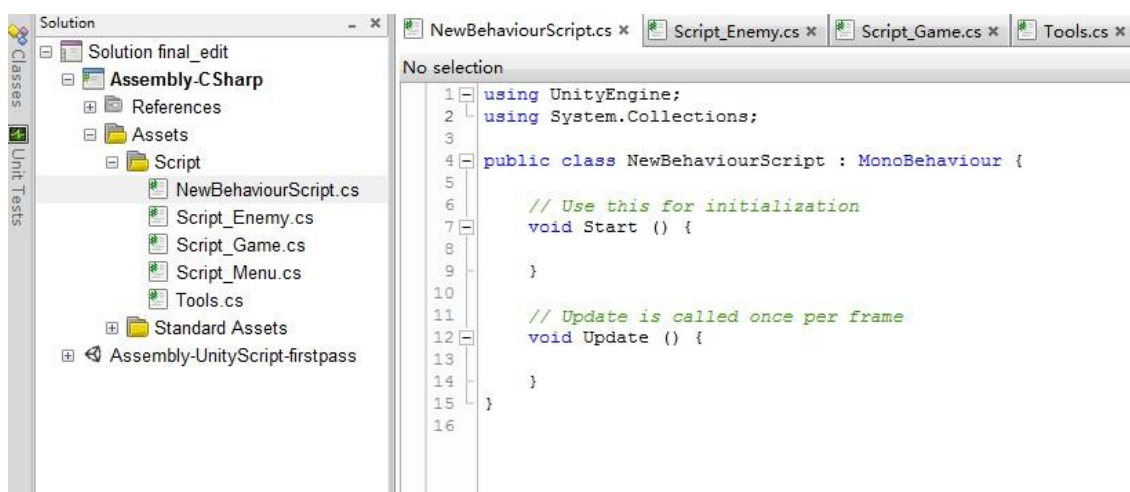 Solution
Classes
Unit Tests
Solution final_edit
Assembly-CSharp
References
Assets
Script
NewBehaviourScript.cs
Script_Enemy.cs
Script_Game.cs
Script_Menu.cs
Tools.cs
Standard Assets
Assembly-UnityScript-firstpass
NewBehaviourScript.cs × Script_Enemy.cs × Script_Game.cs × Tools.cs ×
No selection
1 using UnityEngine;
2 using System.Collections;
3
4 public class NewBehaviourScript : MonoBehaviour {
5
6 // Use this for initialization
7 void Start () {
8
9 }
10
11 // Update is called once per frame
12 void Update () {
13
14 }
15 }
16